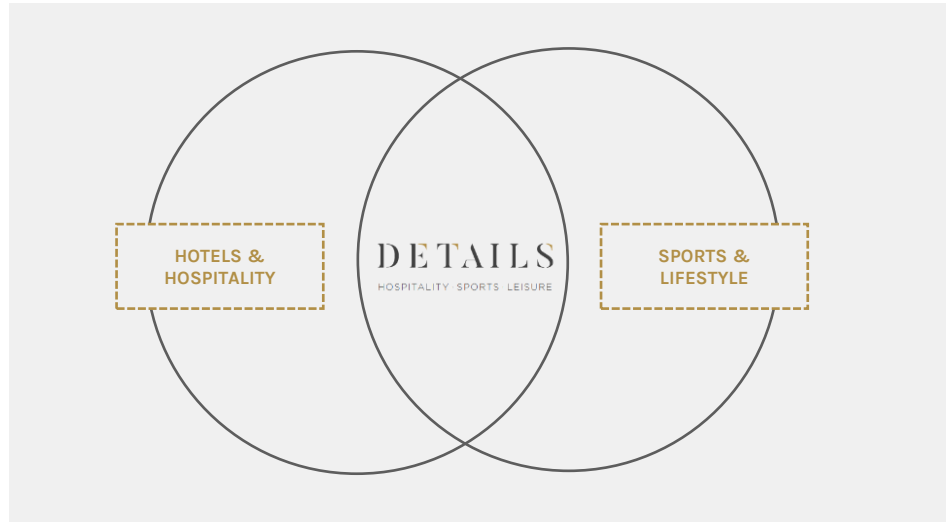 HOTELS &
HOSPITALITY
DETAILS
HOSPITALITY · SPORTS · LEISURE
SPORTS &
LIFESTYLE